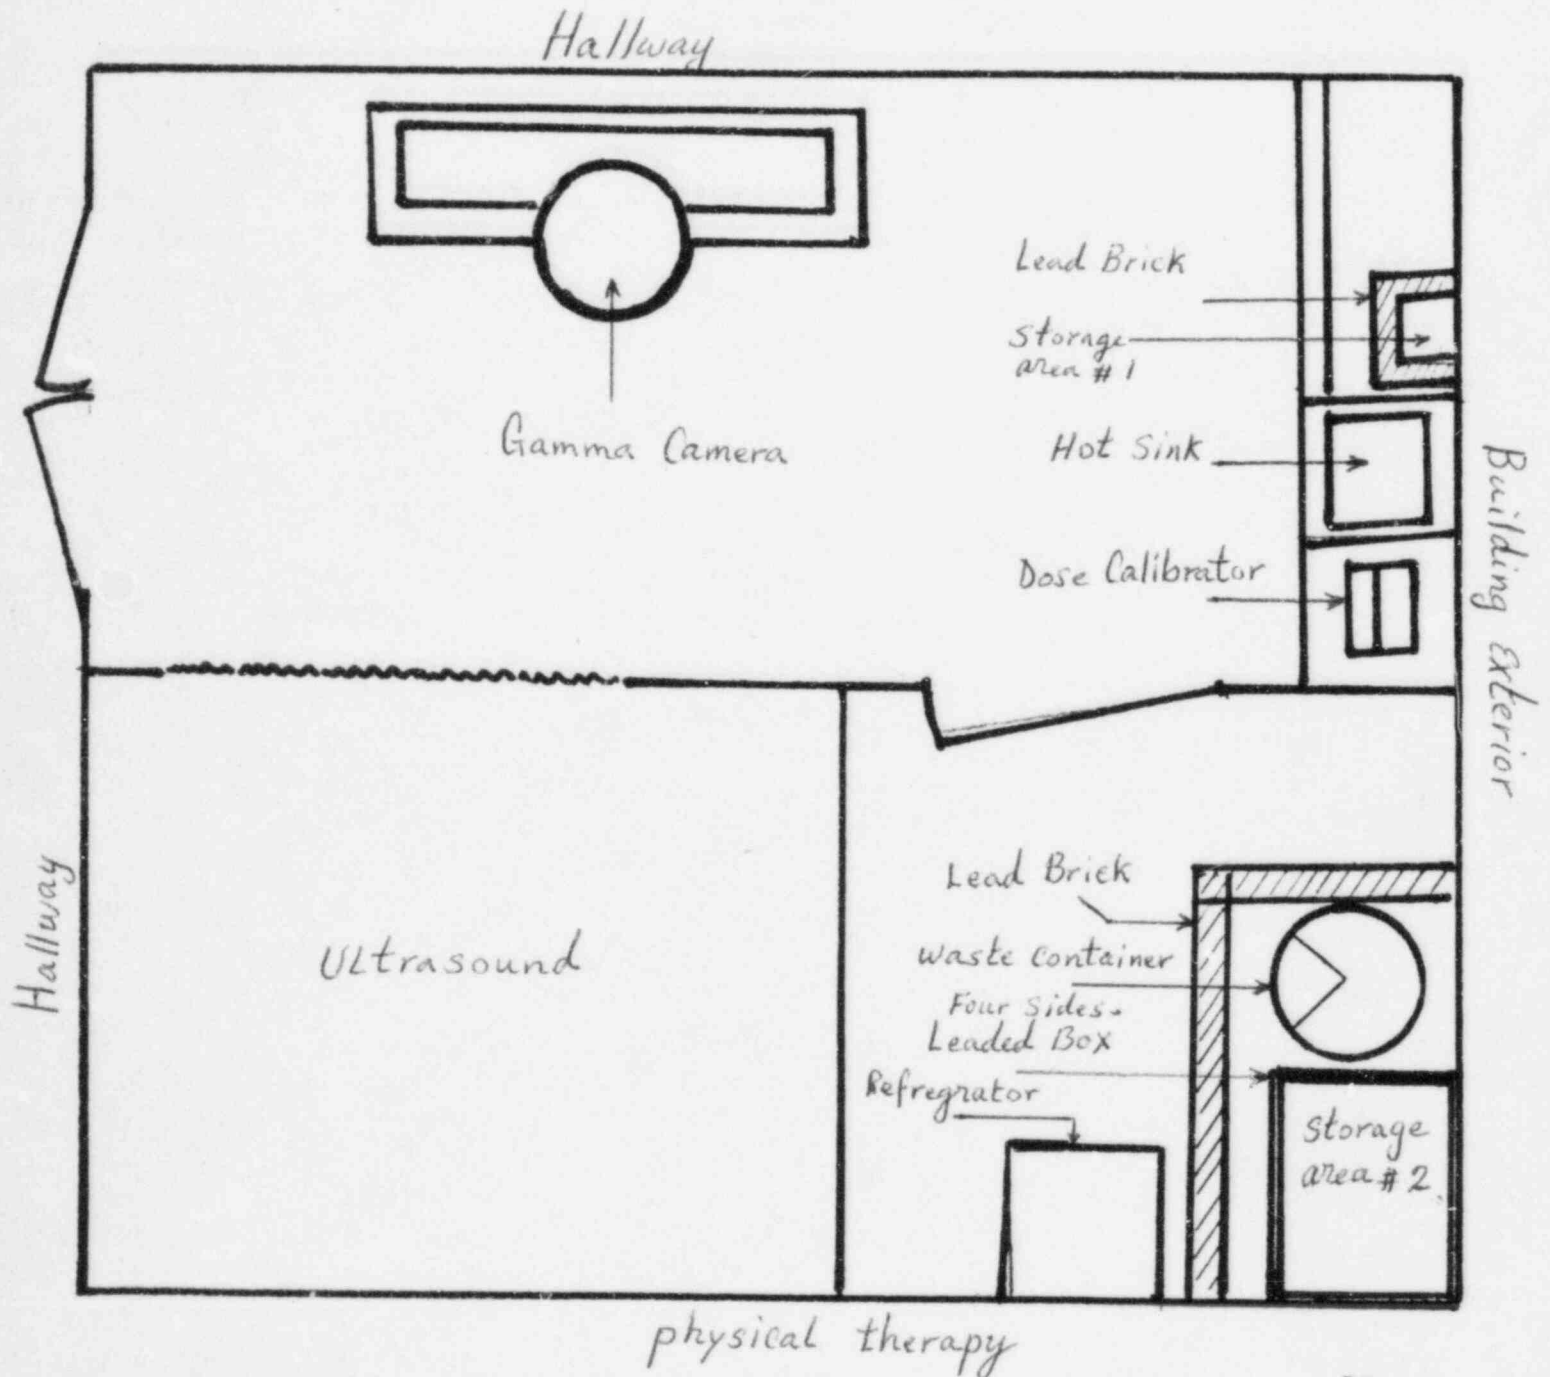 Hallway
Lead Brick
Storage
area # 1
Gamma Camera
Hot Sink
Dose Calibrator
Building Exterior
Hallway
Ultrasound
Lead Brick
Waste Container
Four Sides-
Leaded Box
Refregrator
Storage
area # 2
physical therapy